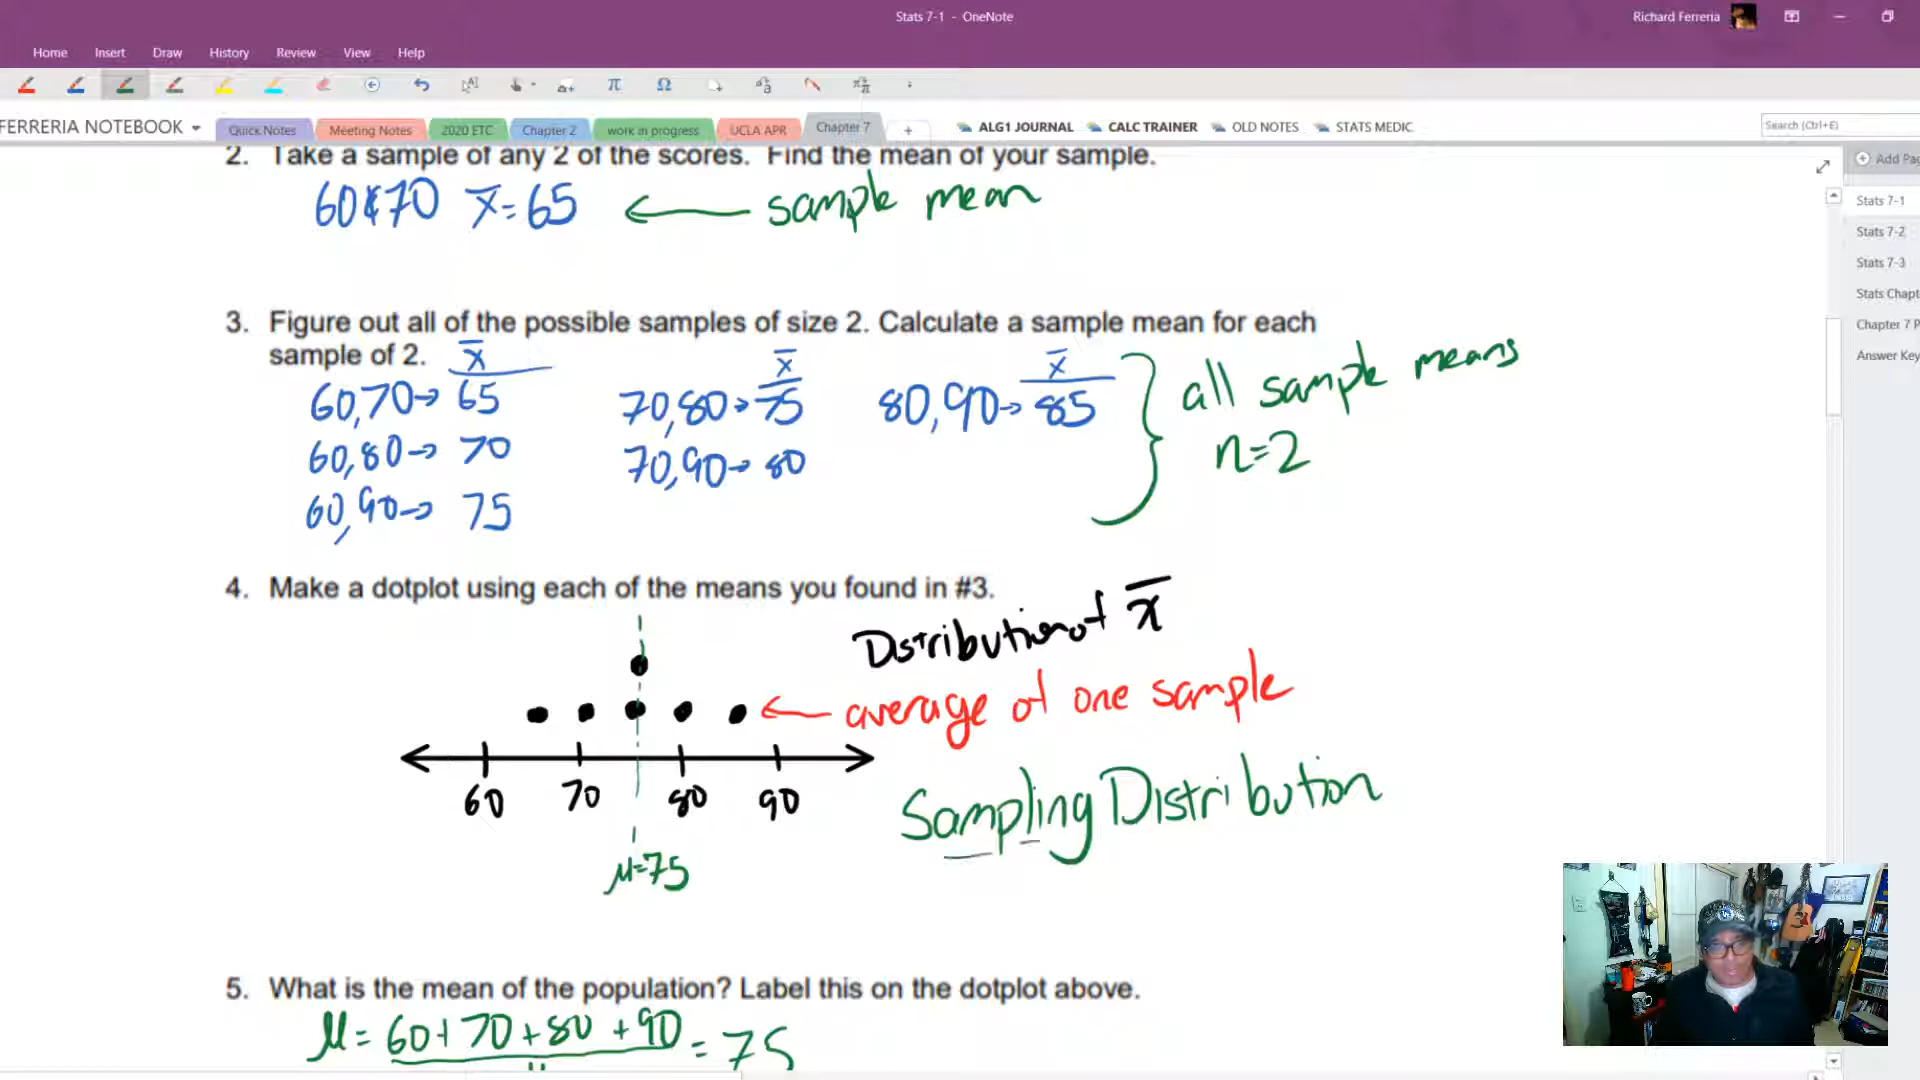 Stats 7-1 - OneNote
Richard Ferreria
Home Insert Draw History Review View Help
FERRERIA NOTEBOOK
Quick Notes Meeting Notes 2020 ETC Chapter 2 work in progress UCLA APR Chapter 7 +
ALG1 JOURNAL CALC TRAINER OLD NOTES STATS MEDIC
Search (Ctrl+E)
Add Pag
Stats 7-1
Stats 7-2
Stats 7-3
Stats Chapt
Chapter 7 P
Answer Key
2. Take a sample of any 2 of the scores. Find the mean of your sample.
60 & 70 x̄ = 65 ← sample mean
3. Figure out all of the possible samples of size 2. Calculate a sample mean for each
sample of 2.
x̄ x̄ x̄
60,70 → 65 70,80 → 75 80,90 → 85
60,80 → 70 70,90 → 80
60,90 → 75
all sample means
n=2
4. Make a dotplot using each of the means you found in #3.
Distribution of x̄
← average of one sample
60 70 80 90
Sampling Distribution
μ=75
5. What is the mean of the population? Label this on the dotplot above.
μ = 60+70+80+90 = 75